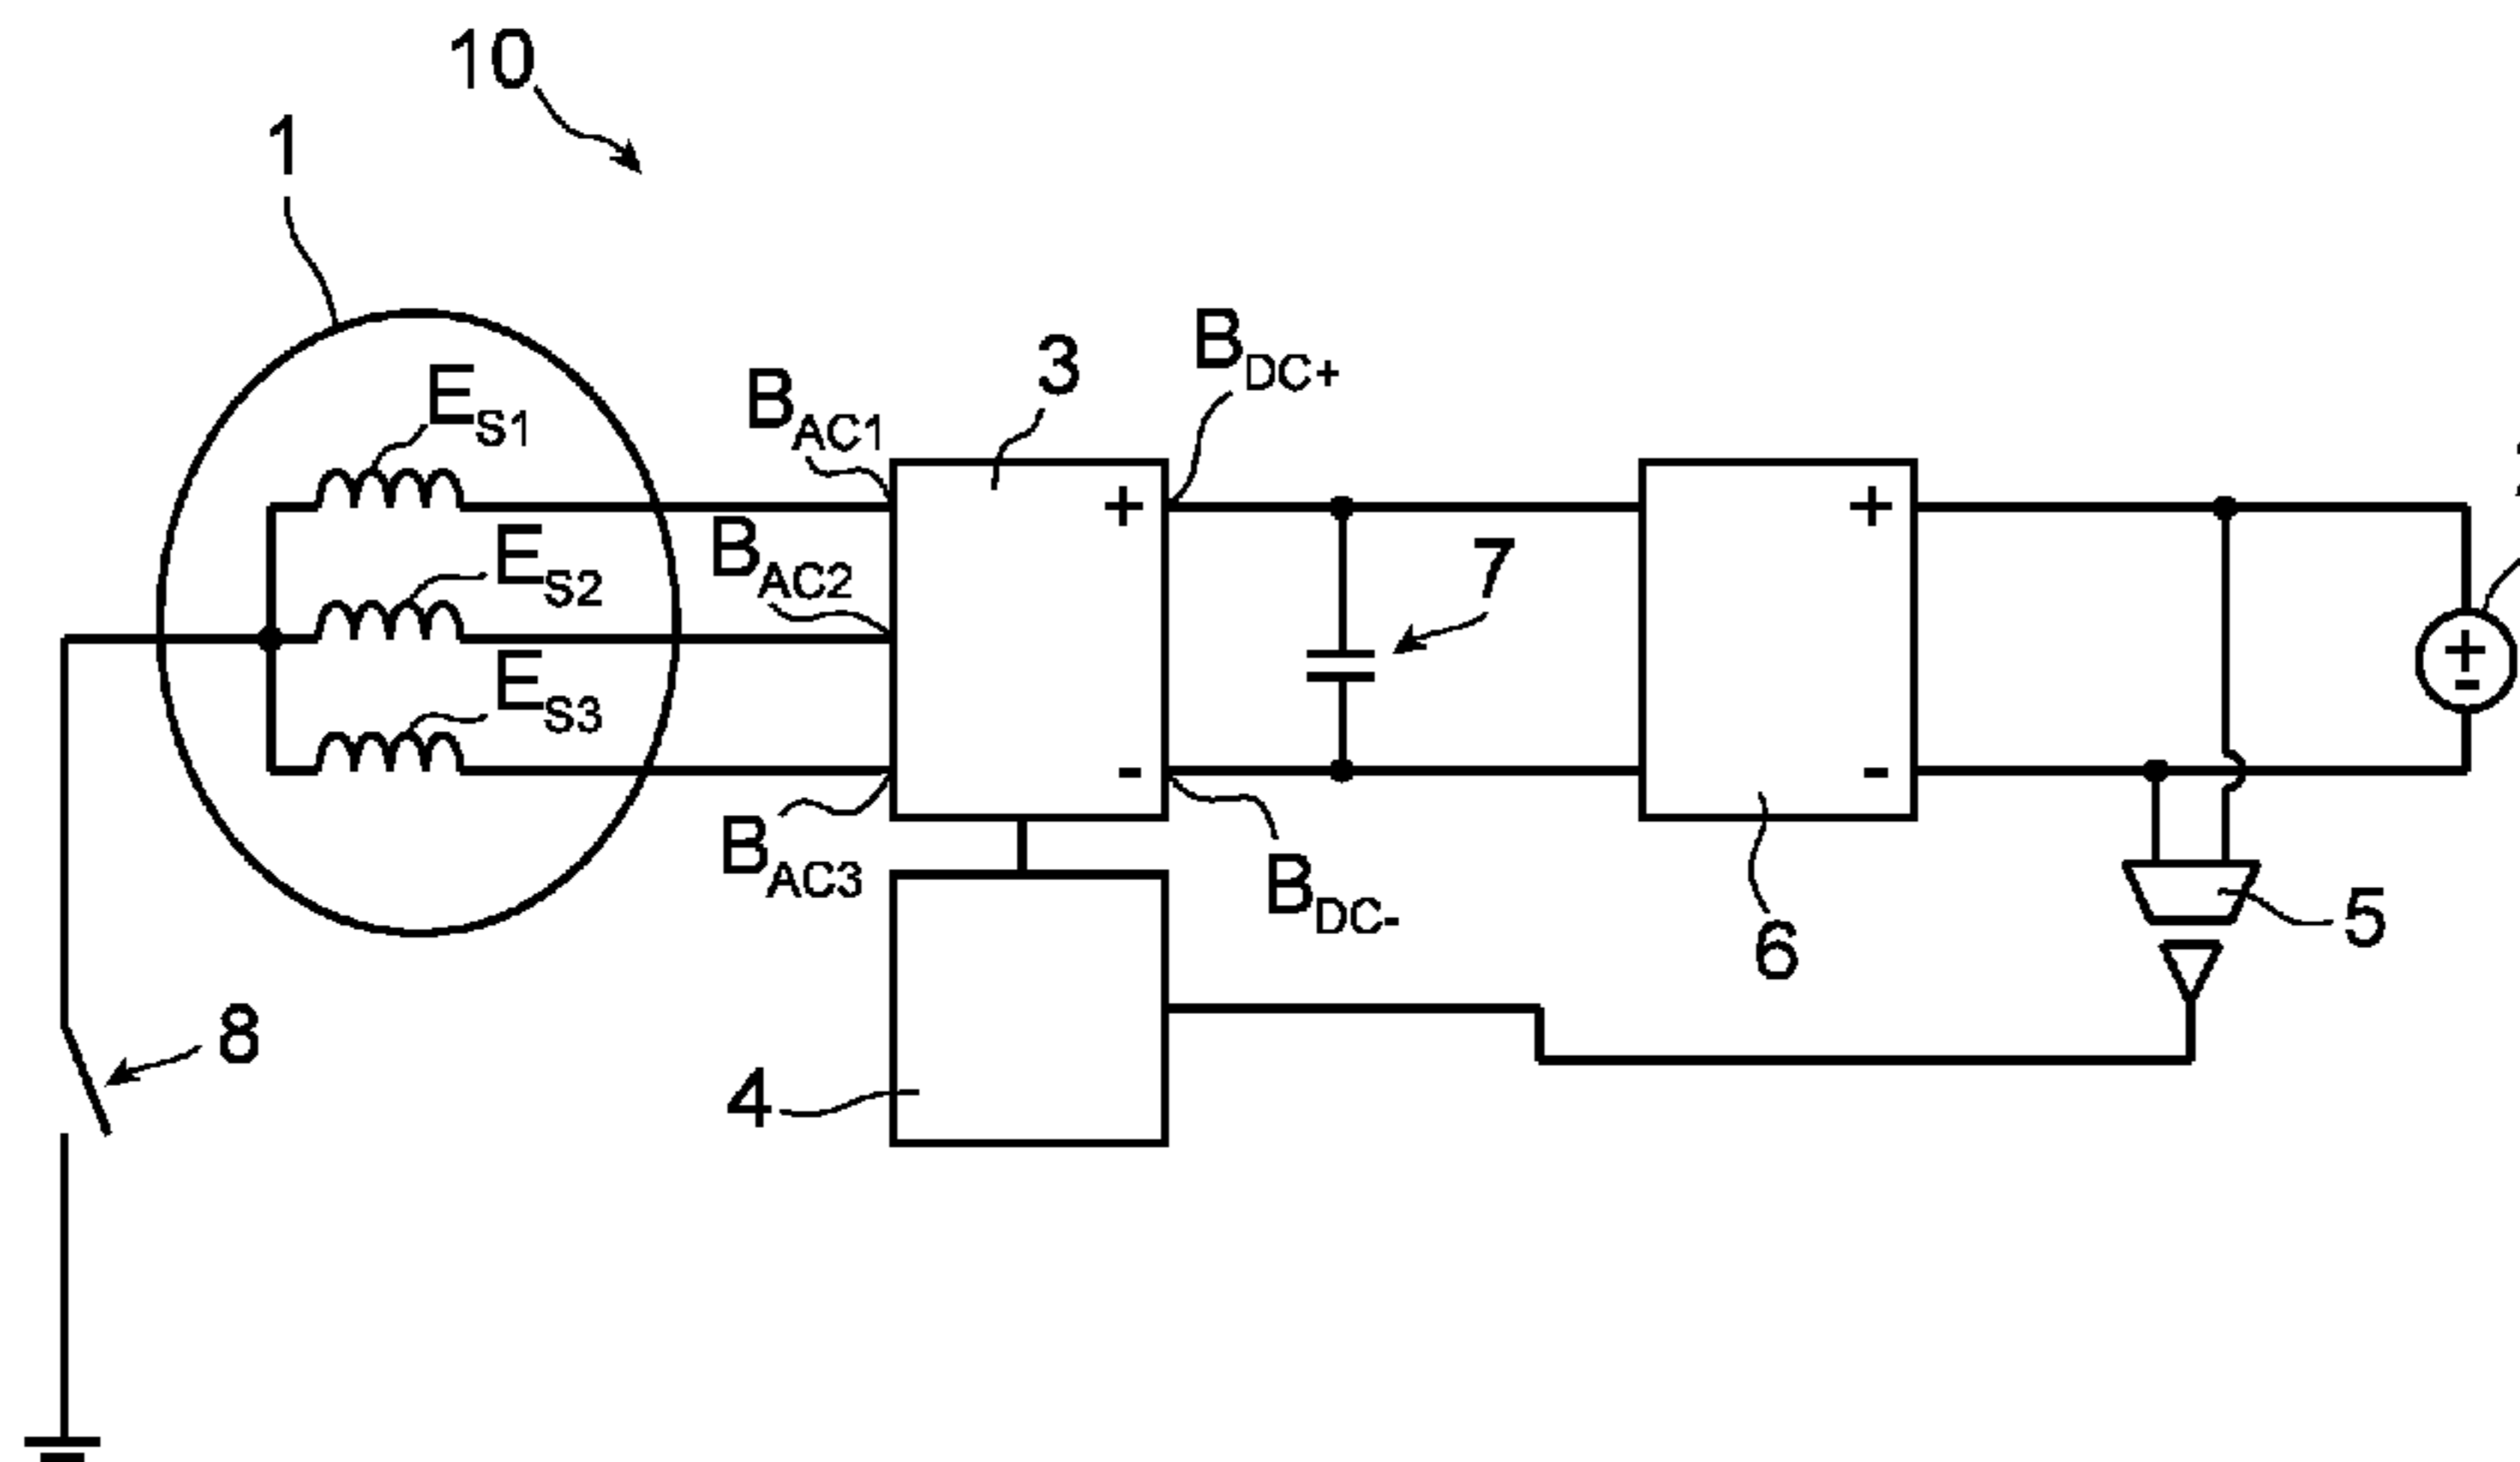 10
1
E_S1
E_S2
E_S3
B_AC1
B_AC2
B_AC3
3
B_DC+
B_DC-
+
-
7
+
-
6
+
-
5
4
8